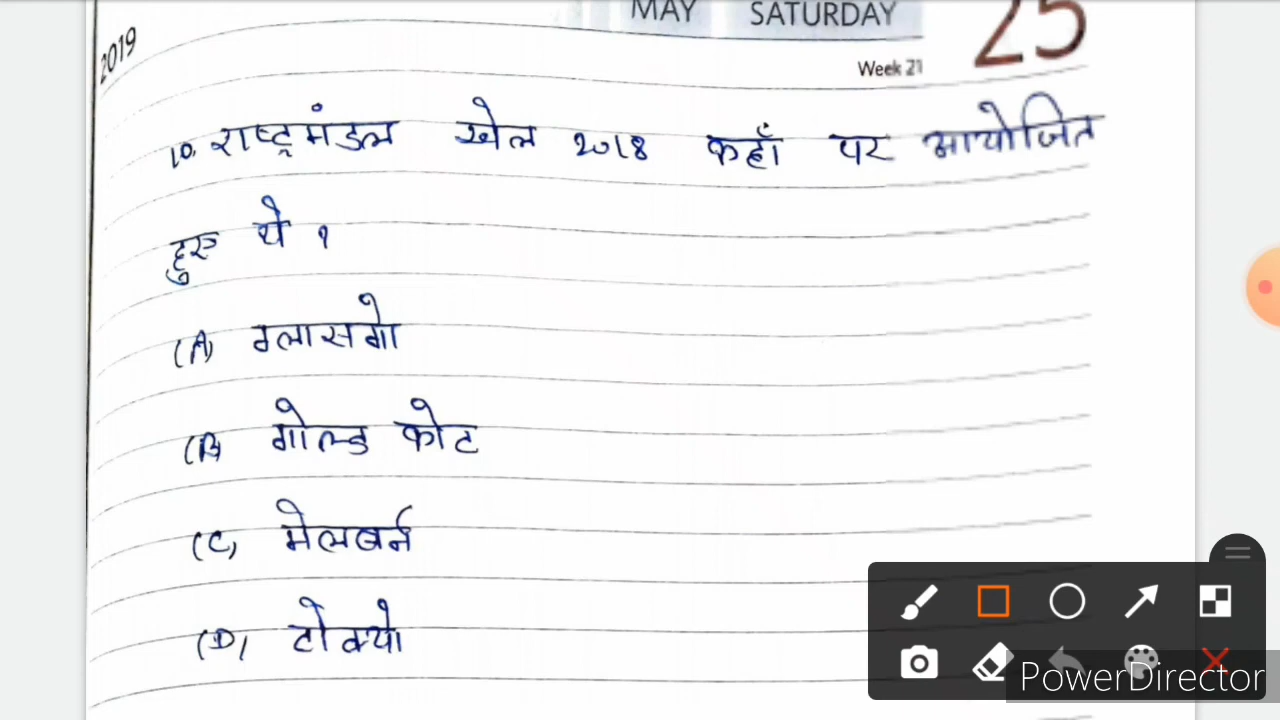 2019
MAY SATURDAY 25
Week 21
10. राष्ट्रमंडल खेल 2018 कहाँ पर आयोजित
हुए थे ?
(A) ग्लासगो
(B) गोल्ड कोट
(C) मेलबर्न
(D) टोक्यो
PowerDirector